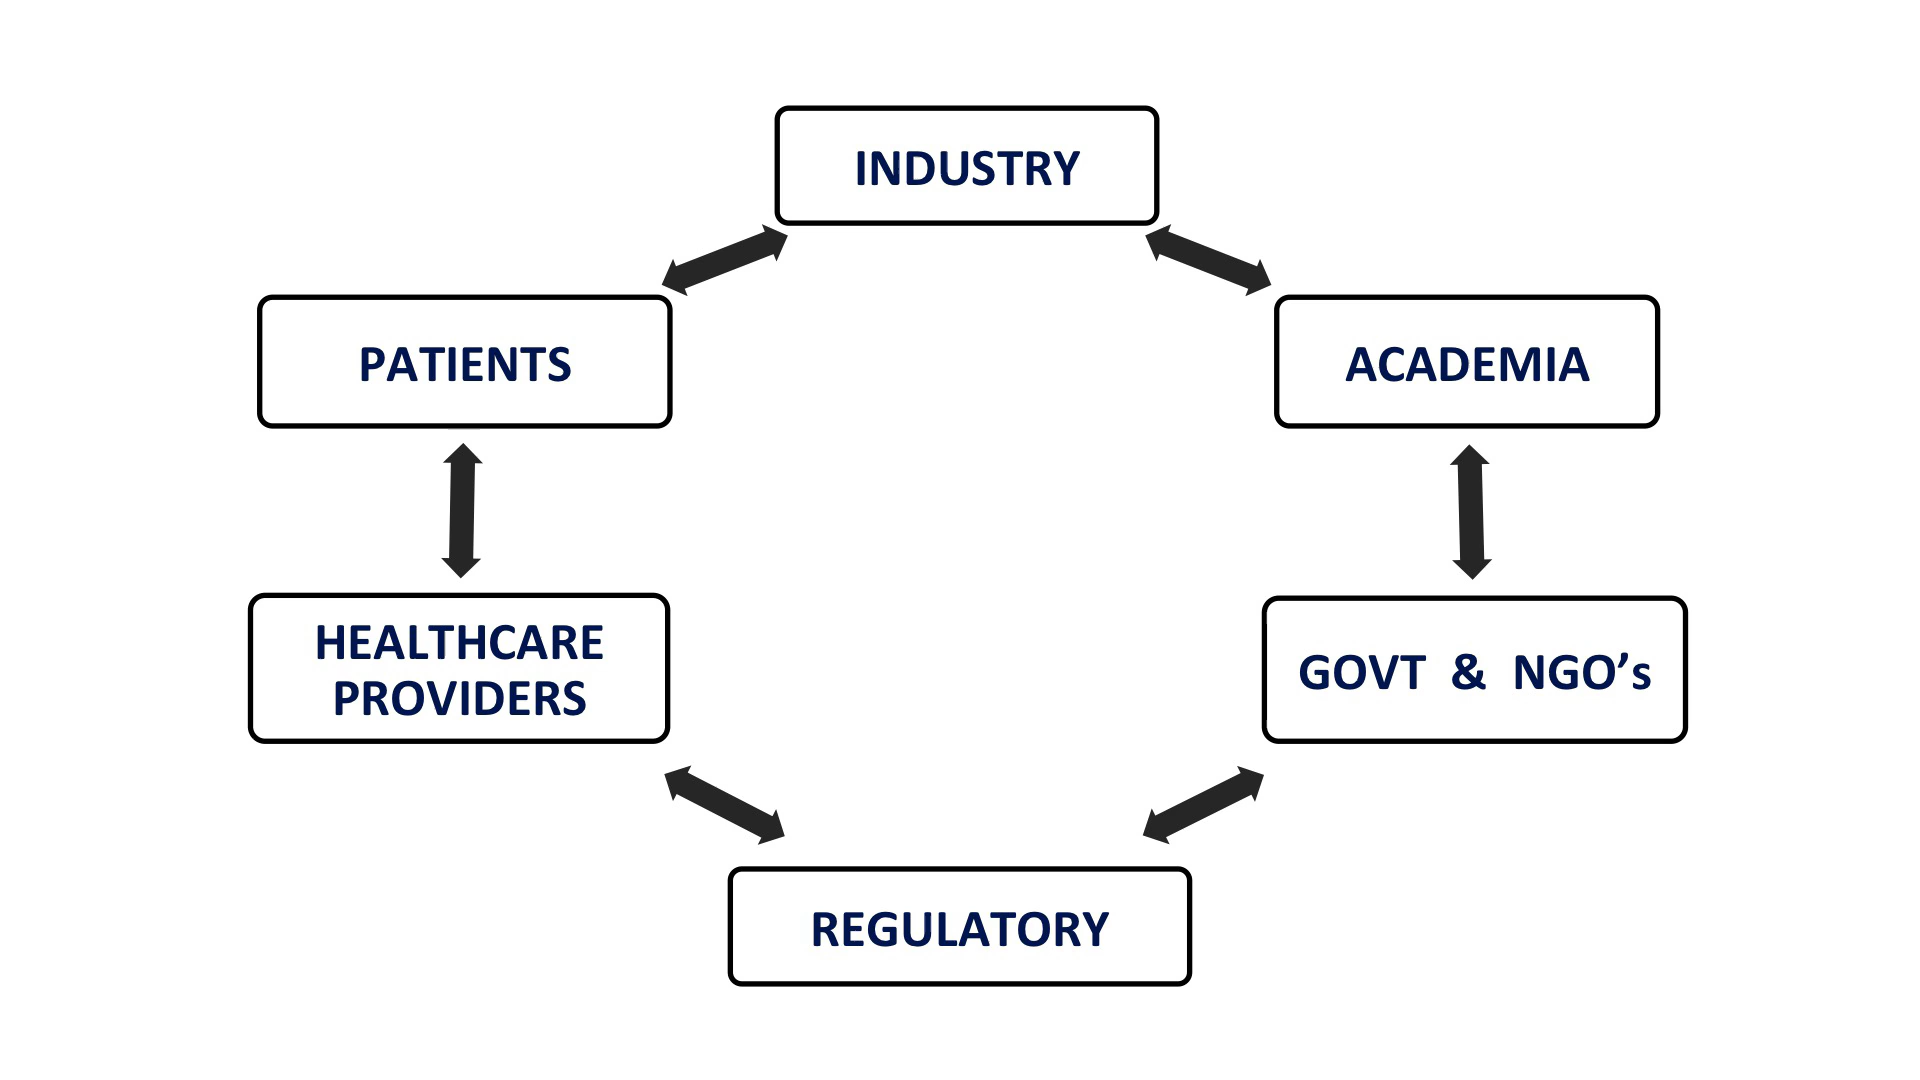 INDUSTRY
PATIENTS
ACADEMIA
HEALTHCARE
PROVIDERS
GOVT & NGO’s
REGULATORY